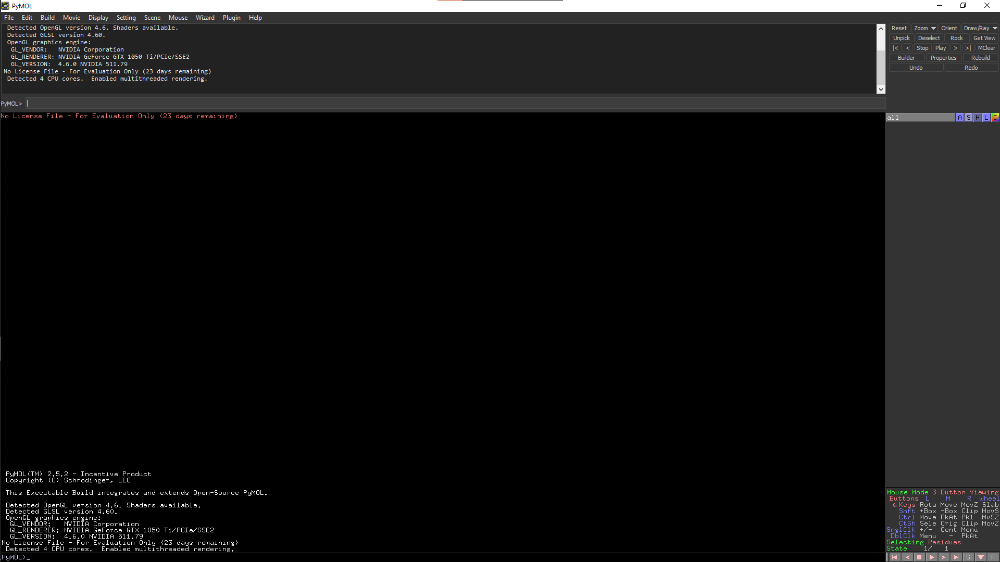 PyMOL
File Edit Build Movie Display Setting Scene Mouse Wizard Plugin Help
Detected OpenGL version 4.6. Shaders available.
Detected GLSL version 4.60.
OpenGL graphics engine:
GL_VENDOR: NVIDIA Corporation
GL_RENDERER: NVIDIA GeForce GTX 1050 Ti/PCIe/SSE2
GL_VERSION: 4.6.0 NVIDIA 511.79
No License File - For Evaluation Only (23 days remaining)
Detected 4 CPU cores. Enabled multithreaded rendering.
PyMOL>
Reset Zoom Orient Draw/Ray
Unpick Deselect Rock Get View
|< < Stop Play > >| MClear
Builder Properties Rebuild
Undo Redo
No License File - For Evaluation Only (23 days remaining)
all A S H L C
PyMOL(TM) 2.5.2 - Incentive Product
Copyright (C) Schrodinger, LLC
This Executable Build integrates and extends Open-Source PyMOL.
Detected OpenGL version 4.6. Shaders available.
Detected GLSL version 4.60.
OpenGL graphics engine:
GL_VENDOR: NVIDIA Corporation
GL_RENDERER: NVIDIA GeForce GTX 1050 Ti/PCIe/SSE2
GL_VERSION: 4.6.0 NVIDIA 511.79
No License File - For Evaluation Only (23 days remaining)
Detected 4 CPU cores. Enabled multithreaded rendering.
PyMOL>_
Mouse Mode 3-Button Viewing
Buttons L M R Wheel
& Keys Rota Move MovZ Slab
Shft +Box -Box Clip MovS
Ctrl Move PkAt Pk1 MvSZ
CtSh Sele Orig Clip MovZ
SnglClk +/- Cent Menu
DblClk Menu - PkAt
Selecting Residues
State 1/ 1
S F